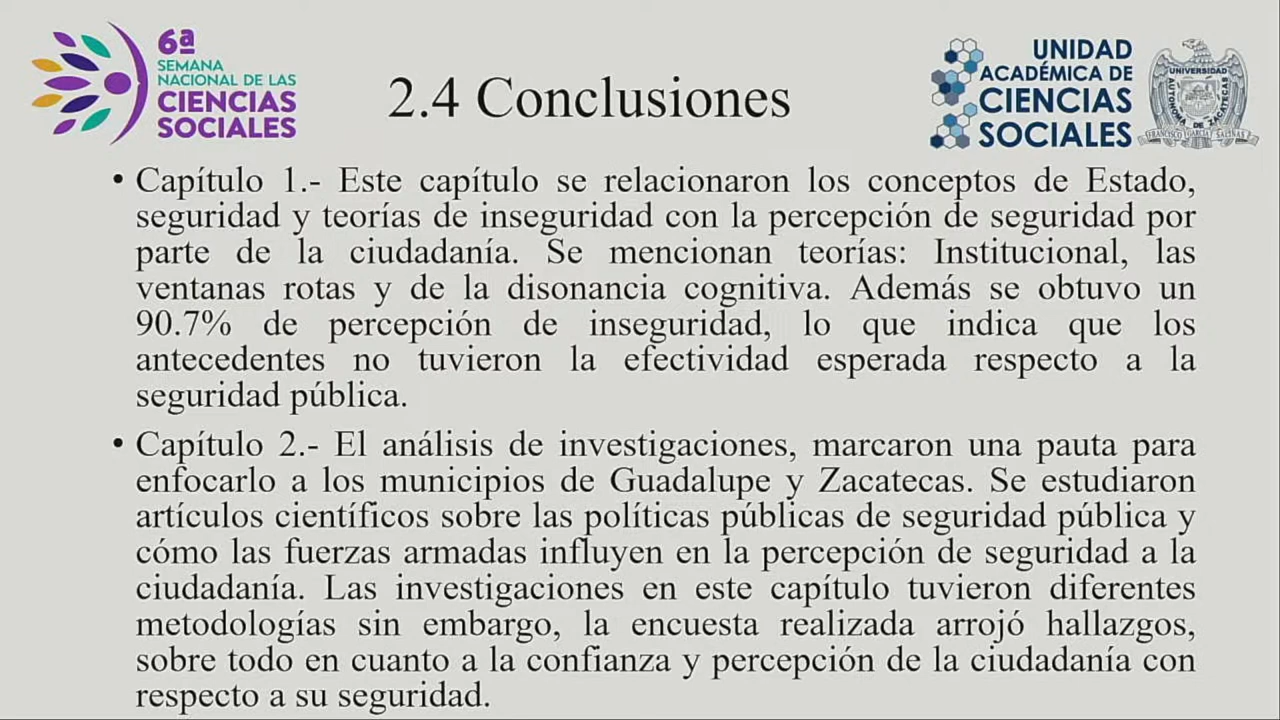 6ª
SEMANA
NACIONAL DE LAS
CIENCIAS
SOCIALES
2.4 Conclusiones
UNIDAD
ACADÉMICA DE
CIENCIAS
SOCIALES
UNIVERSIDAD
AUTONOMA
DE ZACATECAS
FRANCISCO GARCIA SALINAS
• Capítulo 1.- Este capítulo se relacionaron los conceptos de Estado,
seguridad y teorías de inseguridad con la percepción de seguridad por
parte de la ciudadanía. Se mencionan teorías: Institucional, las
ventanas rotas y de la disonancia cognitiva. Además se obtuvo un
90.7% de percepción de inseguridad, lo que indica que los
antecedentes no tuvieron la efectividad esperada respecto a la
seguridad pública.
• Capítulo 2.- El análisis de investigaciones, marcaron una pauta para
enfocarlo a los municipios de Guadalupe y Zacatecas. Se estudiaron
artículos científicos sobre las políticas públicas de seguridad pública y
cómo las fuerzas armadas influyen en la percepción de seguridad a la
ciudadanía. Las investigaciones en este capítulo tuvieron diferentes
metodologías sin embargo, la encuesta realizada arrojó hallazgos,
sobre todo en cuanto a la confianza y percepción de la ciudadanía con
respecto a su seguridad.